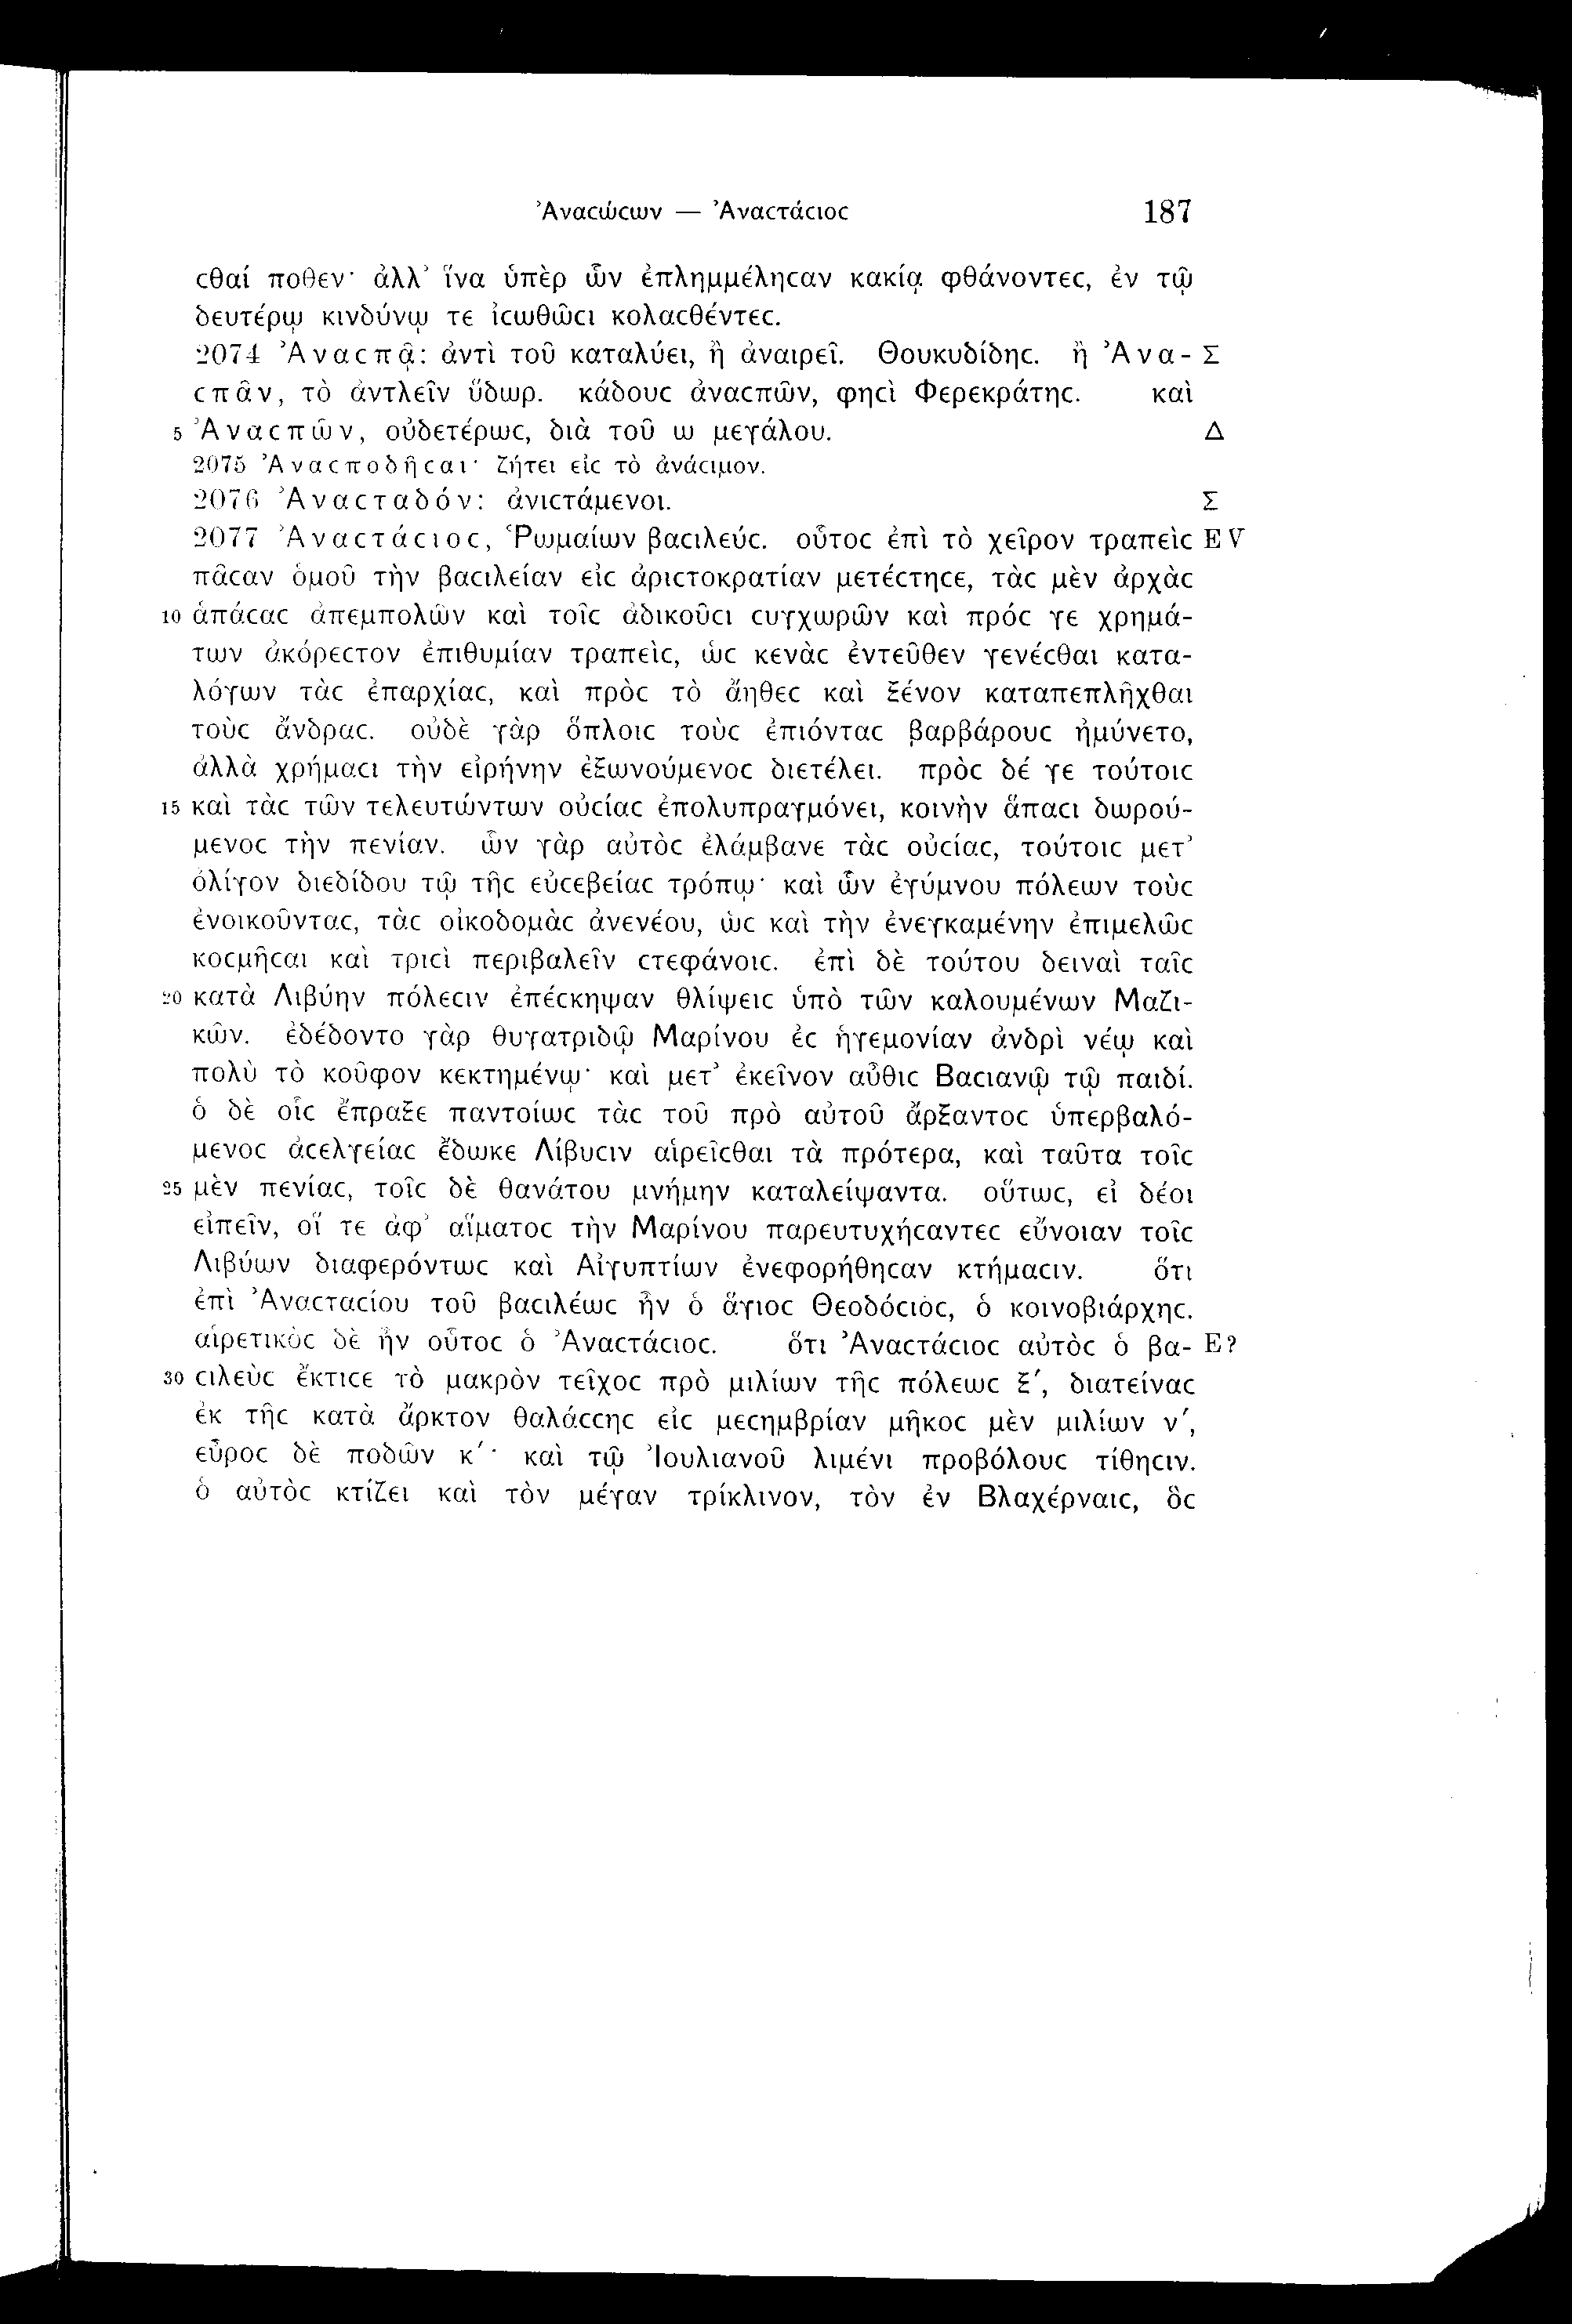 Ἀναϲώϲων — Ἀναϲτάϲιοϲ 187
ϲθαί ποθεν· ἀλλ’ ἵνα ὑπὲρ ὧν ἐπλημμέληϲαν κακίᾳ φθάνοντεϲ, ἐν τῷ
δευτέρῳ κινδύνῳ τε ἰϲωθῶϲι κολαϲθέντεϲ.
2074 Ἀναϲπᾷ: ἀντὶ τοῦ καταλύει, ἢ ἀναιρεῖ. Θουκυδίδηϲ. ἢ Ἀνα- Σ
ϲπᾶν, τὸ ἀντλεῖν ὕδωρ. κάδουϲ ἀναϲπῶν, φηϲὶ Φερεκράτηϲ. καὶ
5 Ἀναϲπῶν, οὐδετέρωϲ, διὰ τοῦ ω μεγάλου. Δ
2075 Ἀναϲποδῆϲαι· ζήτει εἰϲ τὸ ἀνάϲιμον.
2076 Ἀναϲταδόν: ἀνιϲτάμενοι. Σ
2077 Ἀναϲτάϲιοϲ, Ῥωμαίων βαϲιλεύϲ. οὗτοϲ ἐπὶ τὸ χεῖρον τραπεὶϲ EV
πᾶϲαν ὁμοῦ τὴν βαϲιλείαν εἰϲ ἀριϲτοκρατίαν μετέϲτηϲε, τὰϲ μὲν ἀρχὰϲ
10 ἁπάϲαϲ ἀπεμπολῶν καὶ τοῖϲ ἀδικοῦϲι ϲυγχωρῶν καὶ πρόϲ γε χρημά-
των ἀκόρεϲτον ἐπιθυμίαν τραπεὶϲ, ὡϲ κενὰϲ ἐντεῦθεν γενέϲθαι κατα-
λόγων τὰϲ ἐπαρχίαϲ, καὶ πρὸϲ τὸ ἄηθεϲ καὶ ξένον καταπεπλῆχθαι
τοὺϲ ἄνδραϲ. οὐδὲ γὰρ ὅπλοιϲ τοὺϲ ἐπιόνταϲ βαρβάρουϲ ἠμύνετο,
ἀλλὰ χρήμαϲι τὴν εἰρήνην ἐξωνούμενοϲ διετέλει. πρὸϲ δέ γε τούτοιϲ
15 καὶ τὰϲ τῶν τελευτώντων οὐϲίαϲ ἐπολυπραγμόνει, κοινὴν ἅπαϲι δωρού-
μενοϲ τὴν πενίαν. ὧν γὰρ αὐτὸϲ ἐλάμβανε τὰϲ οὐϲίαϲ, τούτοιϲ μετ’
ὀλίγον διεδίδου τῷ τῆϲ εὐϲεβείαϲ τρόπῳ· καὶ ὧν ἐγύμνου πόλεων τοὺϲ
ἐνοικοῦνταϲ, τὰϲ οἰκοδομὰϲ ἀνενέου, ὡϲ καὶ τὴν ἐνεγκαμένην ἐπιμελῶϲ
κοϲμῆϲαι καὶ τριϲὶ περιβαλεῖν ϲτεφάνοιϲ. ἐπὶ δὲ τούτου δειναὶ ταῖϲ
20 κατὰ Λιβύην πόλεϲιν ἐπέϲκηψαν θλίψειϲ ὑπὸ τῶν καλουμένων Μαζι-
κῶν. ἐδέδοντο γὰρ θυγατριδῷ Μαρίνου ἐϲ ἡγεμονίαν ἀνδρὶ νέῳ καὶ
πολὺ τὸ κοῦφον κεκτημένῳ· καὶ μετ’ ἐκεῖνον αὖθιϲ Βαϲιανῷ τῷ παιδί.
ὁ δὲ οἷϲ ἔπραξε παντοίωϲ τὰϲ τοῦ πρὸ αὐτοῦ ἄρξαντοϲ ὑπερβαλό-
μενοϲ ἀϲελγείαϲ ἔδωκε Λίβυϲιν αἱρεῖϲθαι τὰ πρότερα, καὶ ταῦτα τοῖϲ
25 μὲν πενίαϲ, τοῖϲ δὲ θανάτου μνήμην καταλείψαντα. οὕτωϲ, εἰ δέοι
εἰπεῖν, οἵ τε ἀφ’ αἵματοϲ τὴν Μαρίνου παρευτυχήϲαντεϲ εὔνοιαν τοῖϲ
Λιβύων διαφερόντωϲ καὶ Αἰγυπτίων ἐνεφορήθηϲαν κτήμαϲιν. ὅτι
ἐπὶ Ἀναϲταϲίου τοῦ βαϲιλέωϲ ἦν ὁ ἅγιοϲ Θεοδόϲιοϲ, ὁ κοινοβιάρχηϲ.
αἱρετικὸϲ δὲ ἦν οὗτοϲ ὁ Ἀναϲτάϲιοϲ. ὅτι Ἀναϲτάϲιοϲ αὐτὸϲ ὁ βα- E?
30 ϲιλεὺϲ ἔκτιϲε τὸ μακρὸν τεῖχοϲ πρὸ μιλίων τῆϲ πόλεωϲ ξʹ, διατείναϲ
ἐκ τῆϲ κατὰ ἄρκτον θαλάϲϲηϲ εἰϲ μεϲημβρίαν μῆκοϲ μὲν μιλίων νʹ,
εὖροϲ δὲ ποδῶν κʹ· καὶ τῷ Ἰουλιανοῦ λιμένι προβόλουϲ τίθηϲιν.
ὁ αὐτὸϲ κτίζει καὶ τὸν μέγαν τρίκλινον, τὸν ἐν Βλαχέρναιϲ, ὃϲ